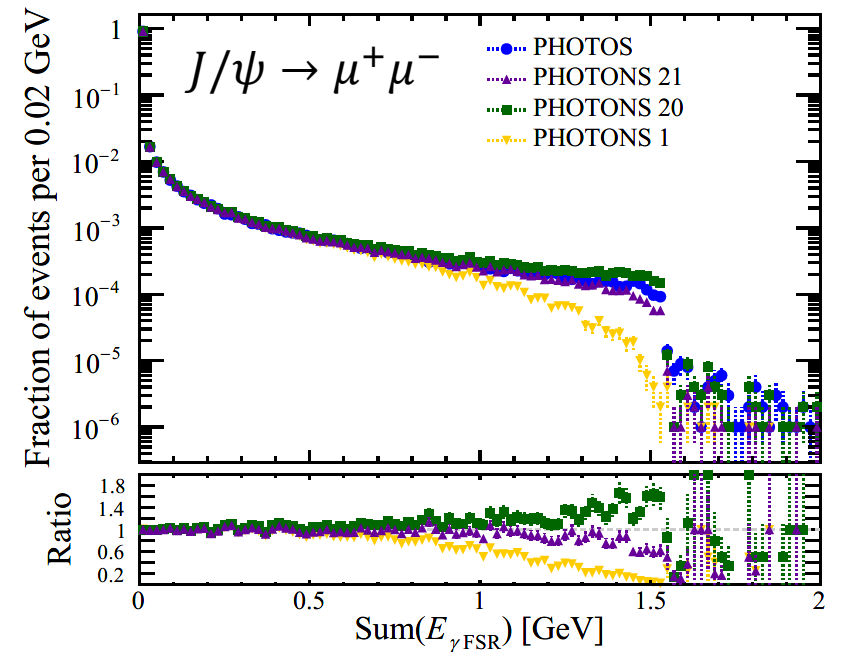 J/ψ → μ⁺μ⁻
PHOTOS
PHOTONS 21
PHOTONS 20
PHOTONS 1
Fraction of events per 0.02 GeV
1
10⁻¹
10⁻²
10⁻³
10⁻⁴
10⁻⁵
10⁻⁶
Ratio
1.8
1.4
1
0.6
0.2
0 0.5 1 1.5 2
Sum(E_γ FSR) [GeV]